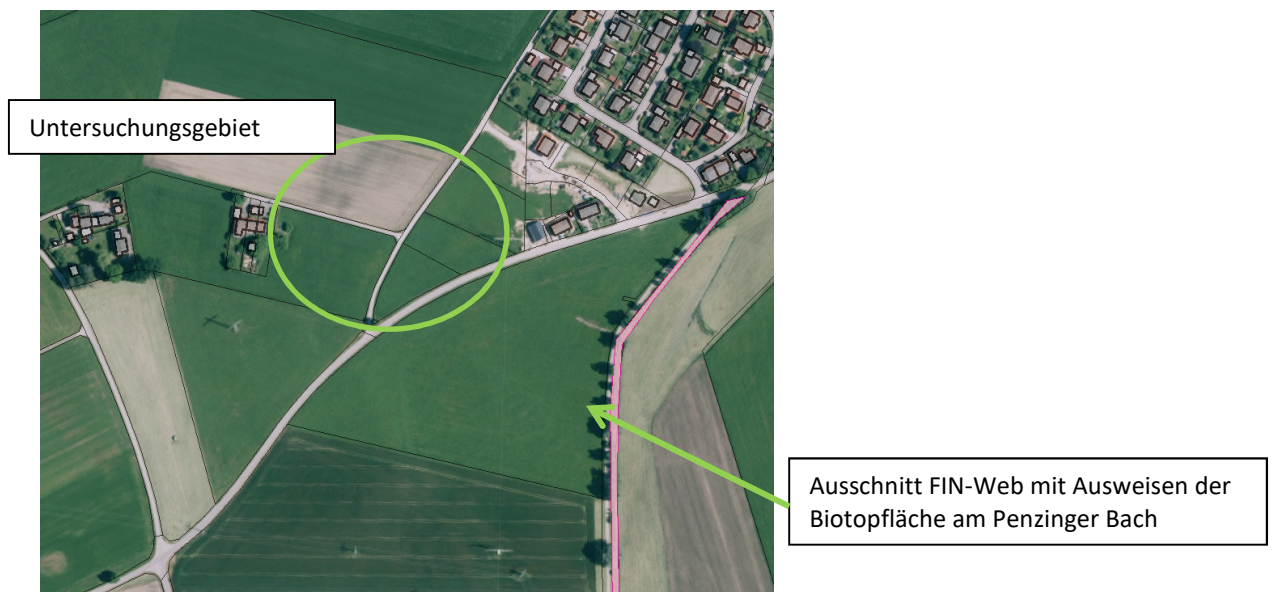 Untersuchungsgebiet
Ausschnitt FIN-Web mit Ausweisen der
Biotopfläche am Penzinger Bach